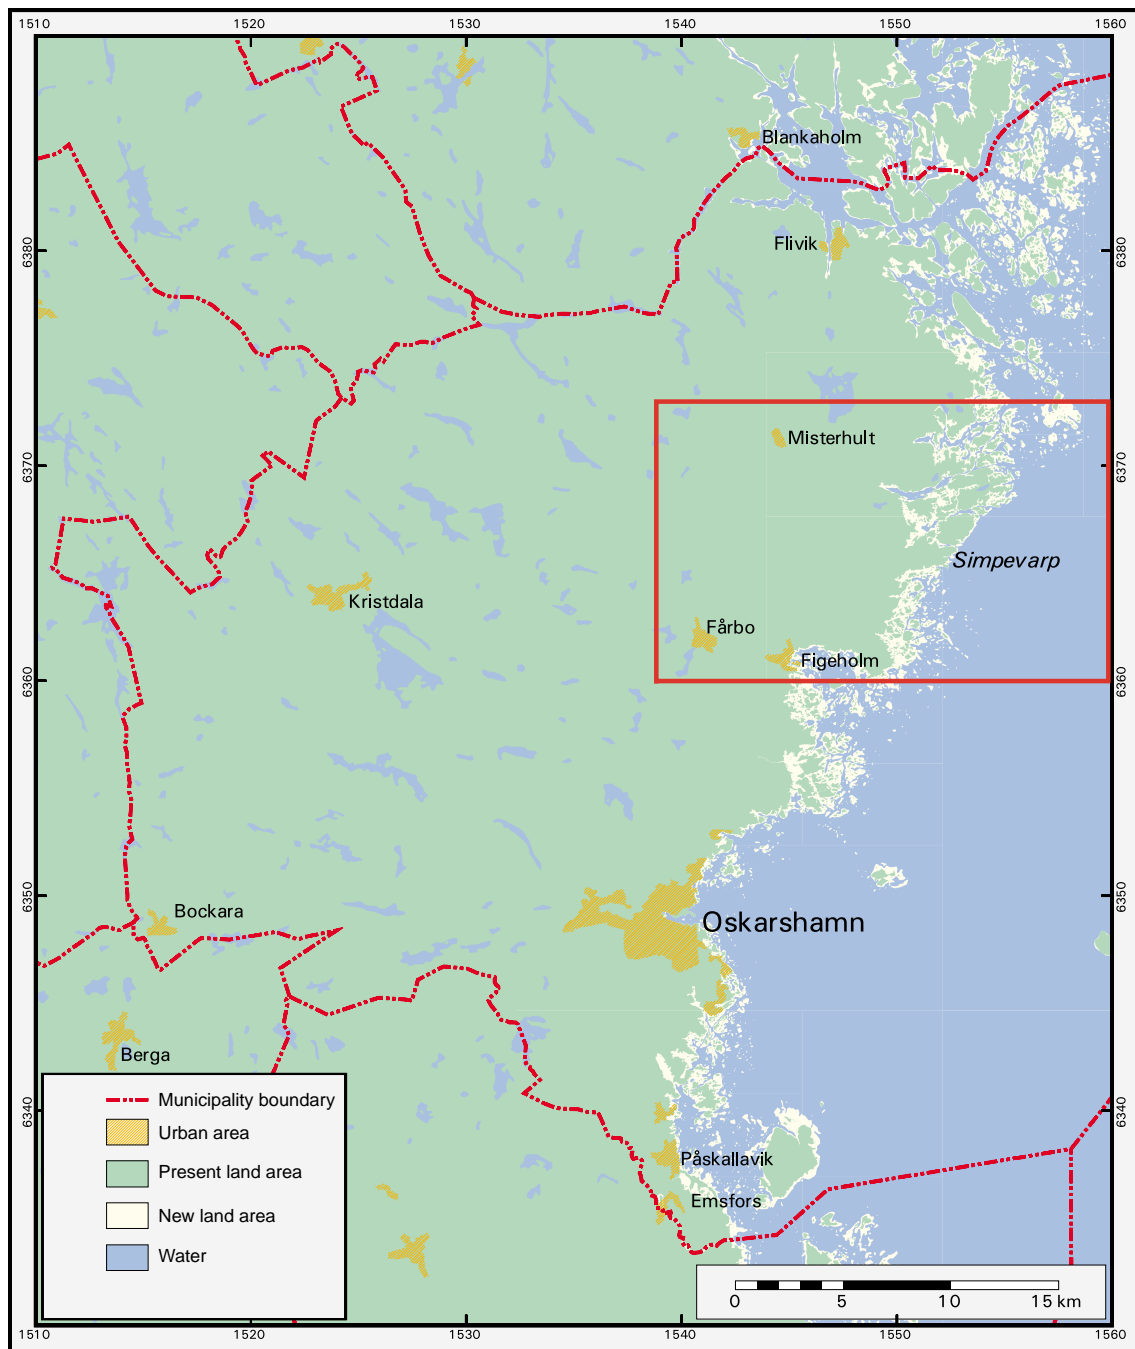 1510 1520 1530 1540 1550 1560
Blankaholm
Flivik
6380 6380
Misterhult
6370 6370
Simpevarp
Kristdala
Fårbo
Figeholm
6360 6360
6350 6350
Bockara
Oskarshamn
Berga
Municipality boundary
6340 6340
Urban area
Påskallavik
Present land area
Emsfors
New land area
Water
0 5 10 15 km
1510 1520 1530 1540 1550 1560